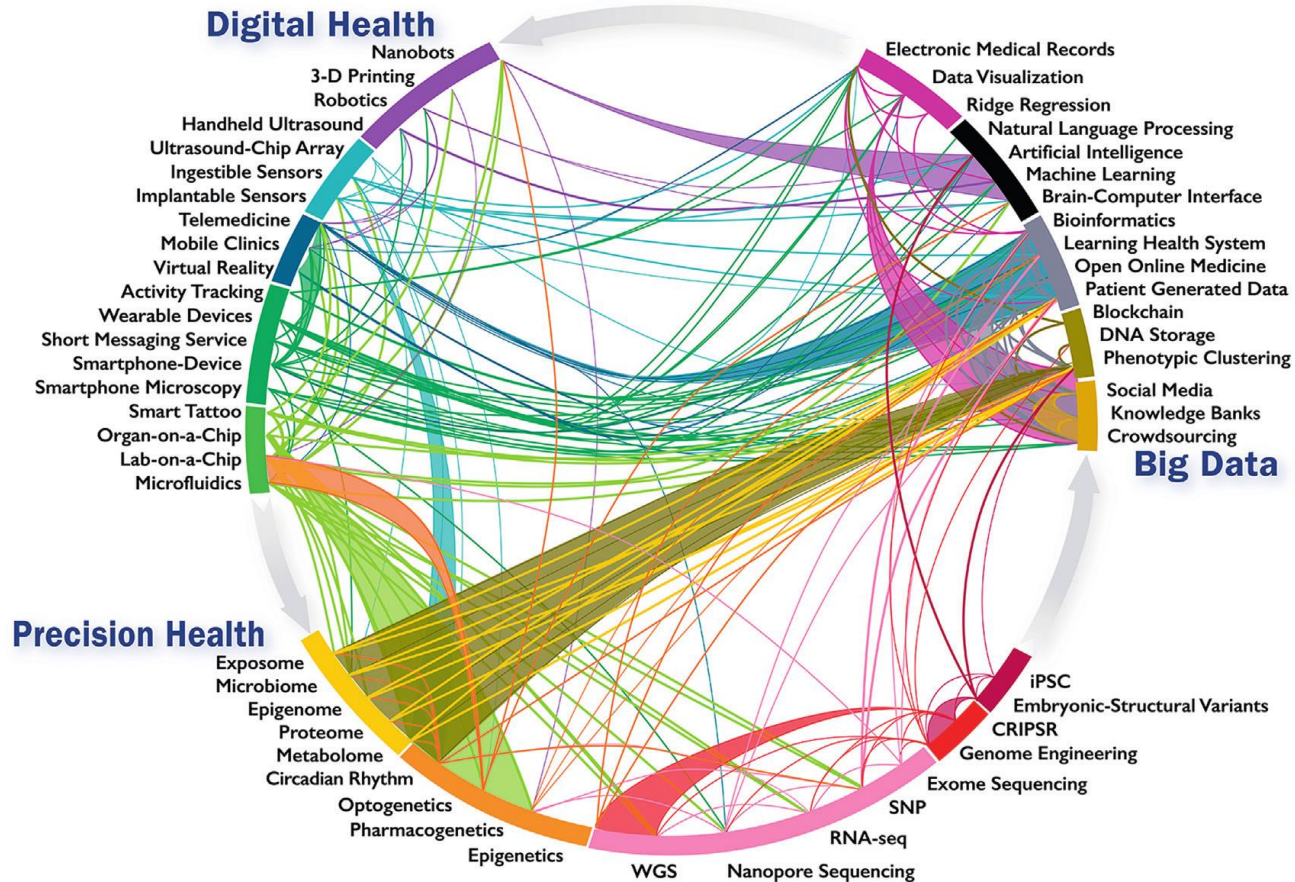 Digital Health
Nanobots
3-D Printing
Robotics
Handheld Ultrasound
Ultrasound-Chip Array
Ingestible Sensors
Implantable Sensors
Telemedicine
Mobile Clinics
Virtual Reality
Activity Tracking
Wearable Devices
Short Messaging Service
Smartphone-Device
Smartphone Microscopy
Smart Tattoo
Organ-on-a-Chip
Lab-on-a-Chip
Microfluidics
Electronic Medical Records
Data Visualization
Ridge Regression
Natural Language Processing
Artificial Intelligence
Machine Learning
Brain-Computer Interface
Bioinformatics
Learning Health System
Open Online Medicine
Patient Generated Data
Blockchain
DNA Storage
Phenotypic Clustering
Social Media
Knowledge Banks
Crowdsourcing
Big Data
Precision Health
Exposome
Microbiome
Epigenome
Proteome
Metabolome
Circadian Rhythm
Optogenetics
Pharmacogenetics
Epigenetics
WGS
Nanopore Sequencing
RNA-seq
SNP
Exome Sequencing
Genome Engineering
CRIPSR
Embryonic-Structural Variants
iPSC